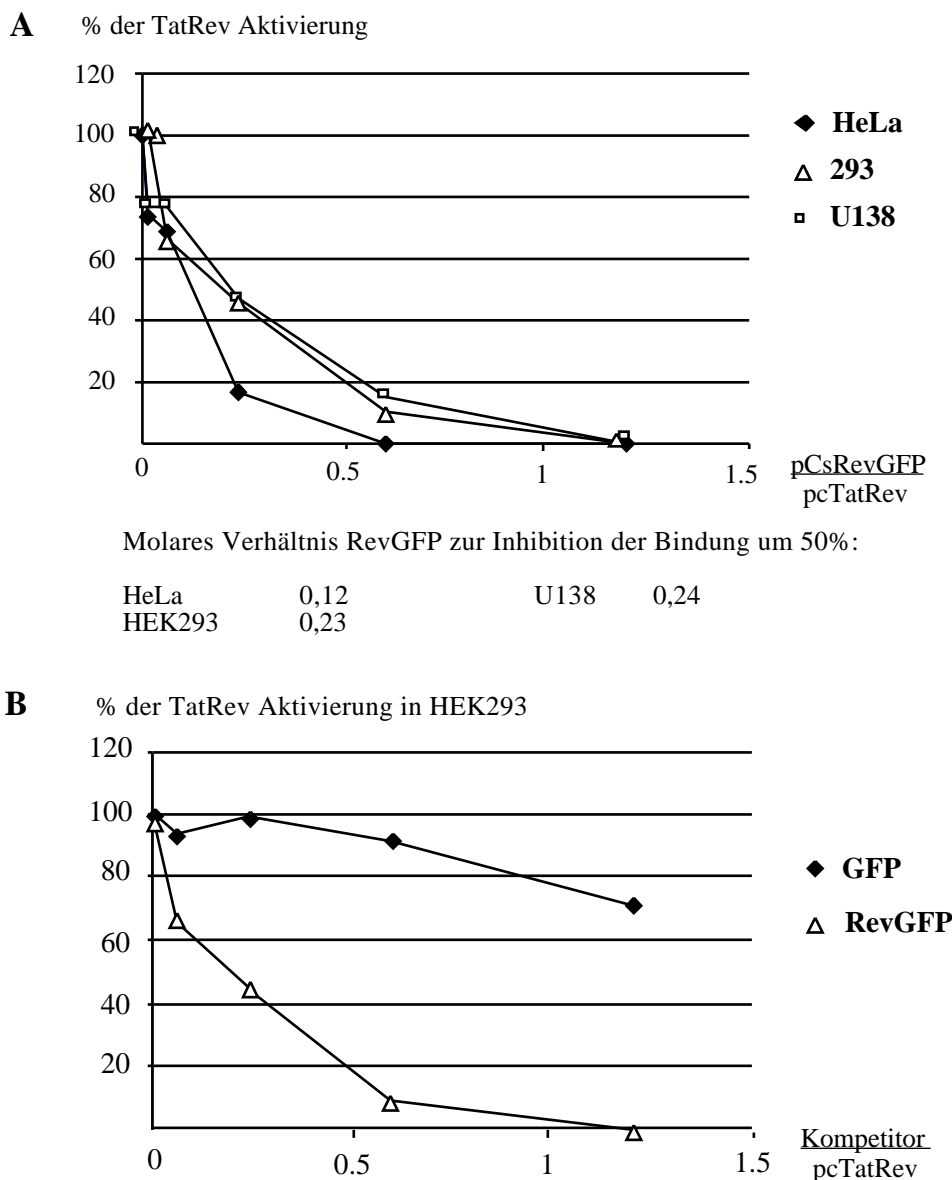 A % der TatRev Aktivierung
120
100
80
60
40
20
0 0.5 1 1.5
HeLa
293
U138
pCsRevGFP
pcTatRev
Molares Verhältnis RevGFP zur Inhibition der Bindung um 50%:
HeLa 0,12 U138 0,24
HEK293 0,23
B % der TatRev Aktivierung in HEK293
120
100
80
60
40
20
0 0.5 1 1.5
GFP
RevGFP
Kompetitor
pcTatRev